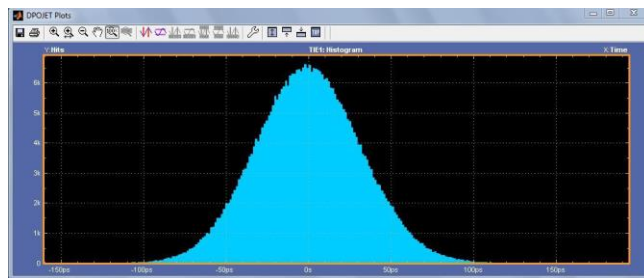 DPOJET Plots
Y: Hits
TIE1: Histogram
X: Time
6k
5k
4k
3k
2k
1k
0
-150ps
-100ps
-50ps
0s
50ps
100ps
150ps